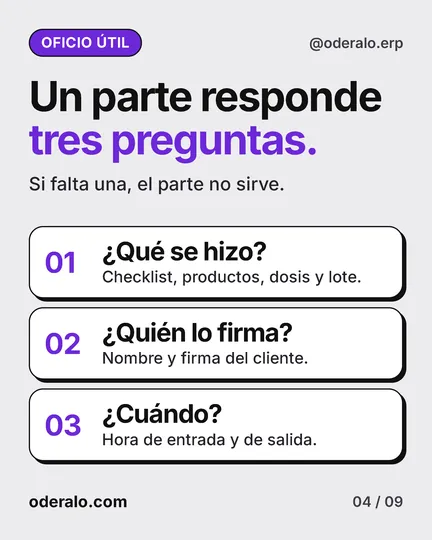 OFICIO ÚTIL
@oderalo.erp
Un parte responde
tres preguntas.
Si falta una, el parte no sirve.
01
¿Qué se hizo?
Checklist, productos, dosis y lote.
02
¿Quién lo firma?
Nombre y firma del cliente.
03
¿Cuándo?
Hora de entrada y de salida.
oderalo.com
04 / 09